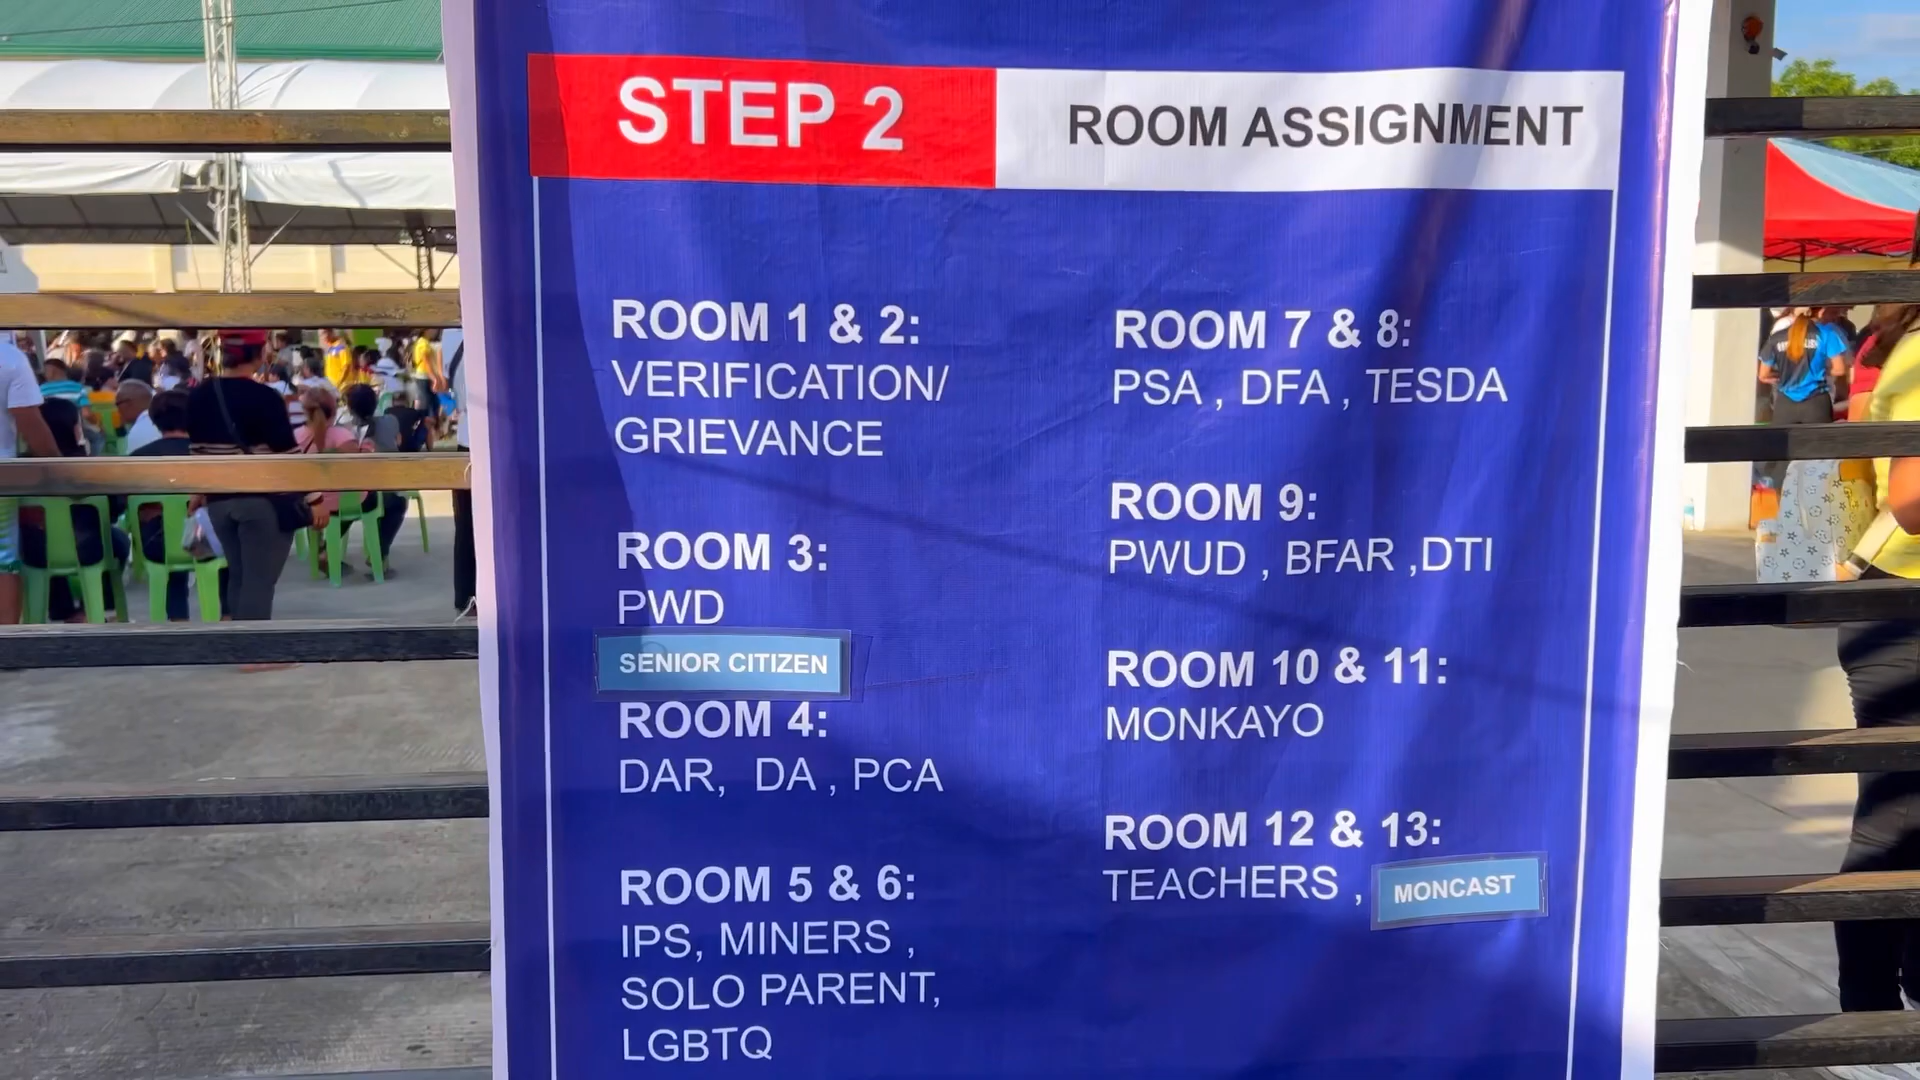 STEP 2
ROOM ASSIGNMENT
ROOM 1 & 2:
VERIFICATION/
GRIEVANCE
ROOM 3:
PWD
SENIOR CITIZEN
ROOM 4:
DAR, DA , PCA
ROOM 5 & 6:
IPS, MINERS ,
SOLO PARENT,
LGBTQ
ROOM 7 & 8:
PSA , DFA , TESDA
ROOM 9:
PWUD , BFAR ,DTI
ROOM 10 & 11:
MONKAYO
ROOM 12 & 13:
TEACHERS , MONCAST